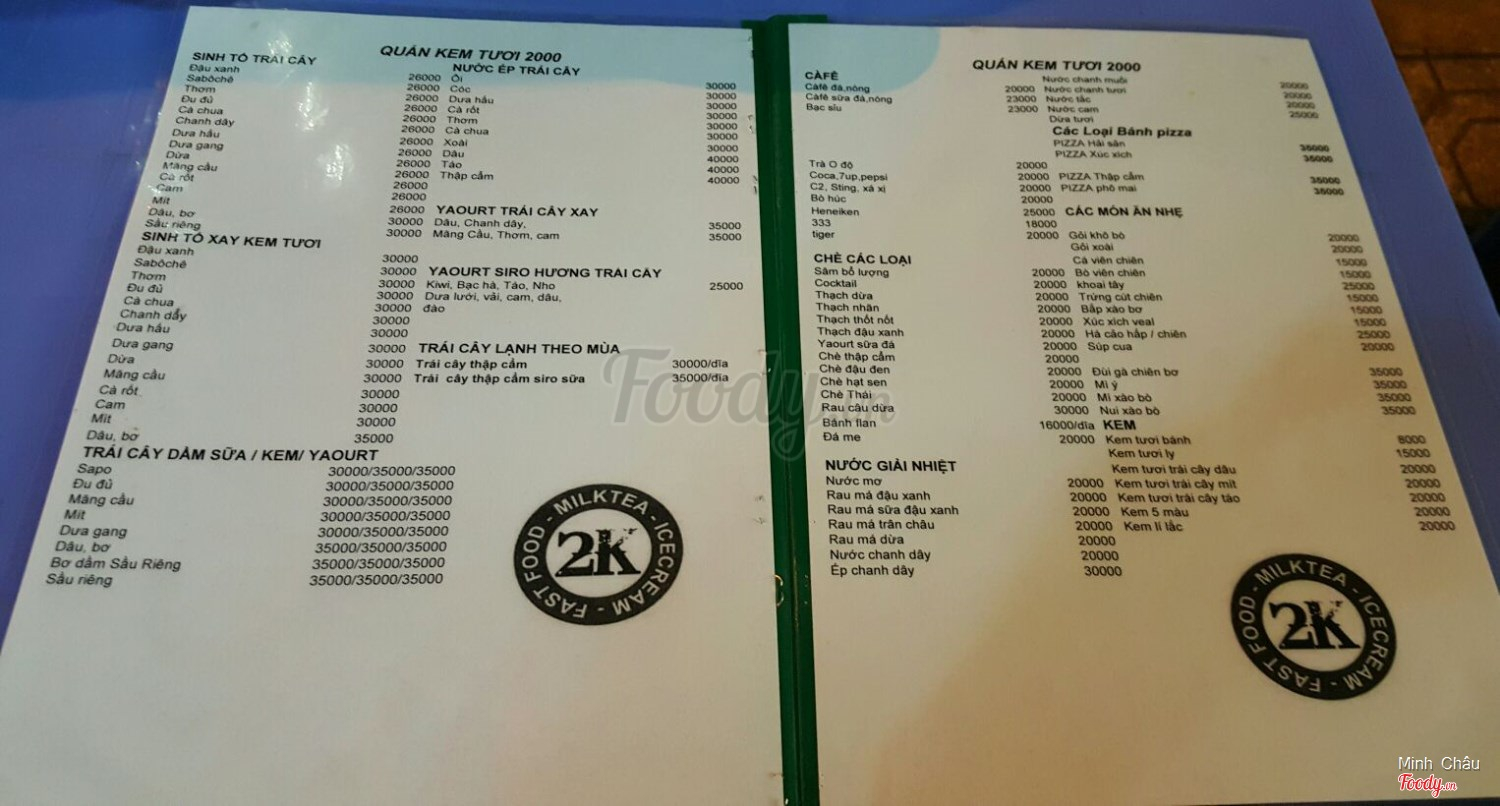 QUÁN KEM TƯƠI 2000
SINH TỐ TRÁI CÂY
Đậu xanh 26000
Sabôchê 26000
Thơm 26000
Đu đủ 26000
Cà chua 26000
Chanh dây 26000
Dưa hấu 26000
Dưa gang 26000
Dừa 26000
Mãng cầu 26000
Cà rốt 26000
Cam 26000
Mít 26000
Dâu, bơ 30000
Sầu riêng 30000
SINH TỐ XAY KEM TƯƠI
Đậu xanh 30000
Sabôchê 30000
Thơm 30000
Đu đủ 30000
Cà chua 30000
Chanh dấy 30000
Dưa hấu 30000
Dưa gang 30000
Dừa 30000
Mãng cầu 30000
Cà rốt 30000
Cam 30000
Mít 30000
Dâu, bơ 35000
TRÁI CÂY DẦM SỮA / KEM/ YAOURT
Sapo 30000/35000/35000
Đu đủ 30000/35000/35000
Mãng cầu 30000/35000/35000
Mít 30000/35000/35000
Dưa gang 30000/35000/35000
Dâu, bơ 35000/35000/35000
Bơ dầm Sầu Riêng 35000/35000/35000
Sầu riêng 35000/35000/35000
NƯỚC ÉP TRÁI CÂY
Ổi 30000
Cóc 30000
Dưa hấu 30000
Cà rốt 30000
Thơm 30000
Cà chua 30000
Xoài 30000
Dâu 40000
Táo 40000
Thập cẩm 40000
YAOURT TRÁI CÂY XAY
Dâu, Chanh dây, 35000
Mãng Cầu, Thơm, cam 35000
YAOURT SIRO HƯƠNG TRÁI CÂY
Kiwi, Bạc hà, Táo, Nho 25000
Dưa lưới, vải, cam, dâu,
đào
TRÁI CÂY LẠNH THEO MÙA
Trái cây thập cẩm 30000/dĩa
Trái cây thập cẩm siro sữa 35000/dĩa
FAST FOOD - MILKTEA - ICECREAM -
2K
QUÁN KEM TƯƠI 2000
CÀFÊ
Càfê đá,nóng 20000
Càfê sữa đá,nóng 23000
Bạc sỉu 23000
Trà O độ 20000
Coca,7up,pepsi 20000
C2, Sting, xá xị 20000
Bò húc 20000
Heneiken 25000
333 18000
tiger 20000
CHÈ CÁC LOẠI
Sâm bổ lượng 20000
Cocktail 20000
Thạch dừa 20000
Thạch nhãn 20000
Thạch thốt nốt 20000
Thạch đậu xanh 20000
Yaourt sữa đá 20000
Chè thập cẩm 20000
Chè đậu đen 20000
Chè hạt sen 20000
Chè Thái 20000
Rau câu dừa 30000
Bánh flan 16000/dĩa
Đá me 20000
NƯỚC GIẢI NHIỆT
Nước mơ 20000
Rau má đậu xanh 20000
Rau má sữa đậu xanh 20000
Rau má trân châu 20000
Rau má dừa 20000
Nước chanh dây 20000
Ép chanh dây 30000
Nước chanh muối 20000
Nước chanh tươi 20000
Nước tắc 20000
Nước cam 25000
Dừa tươi
Các Loại Bánh pizza
PIZZA Hải sản 35000
PIZZA Xúc xích 35000
PIZZA Thập cẩm 35000
PIZZA phô mai 35000
CÁC MÓN ĂN NHẸ
Gỏi khô bò 20000
Gỏi xoài 20000
Cá viên chiên 15000
Bò viên chiên 15000
khoai tây 25000
Trứng cút chiên 15000
Bắp xào bơ 15000
Xúc xích veal 15000
Há cảo hấp / chiên 25000
Súp cua 20000
Đùi gà chiên bơ 35000
Mì ý 35000
Mì xào bò 35000
Nui xào bò 35000
KEM
Kem tươi bánh 8000
Kem tươi ly 15000
Kem tươi trái cây dâu 20000
Kem tươi trái cây mít 20000
Kem tươi trái cây táo 20000
Kem 5 màu 20000
Kem lí lắc 20000
FAST FOOD - MILKTEA - ICECREAM -
2K
Foody.vn
Minh Châu
Foody.vn